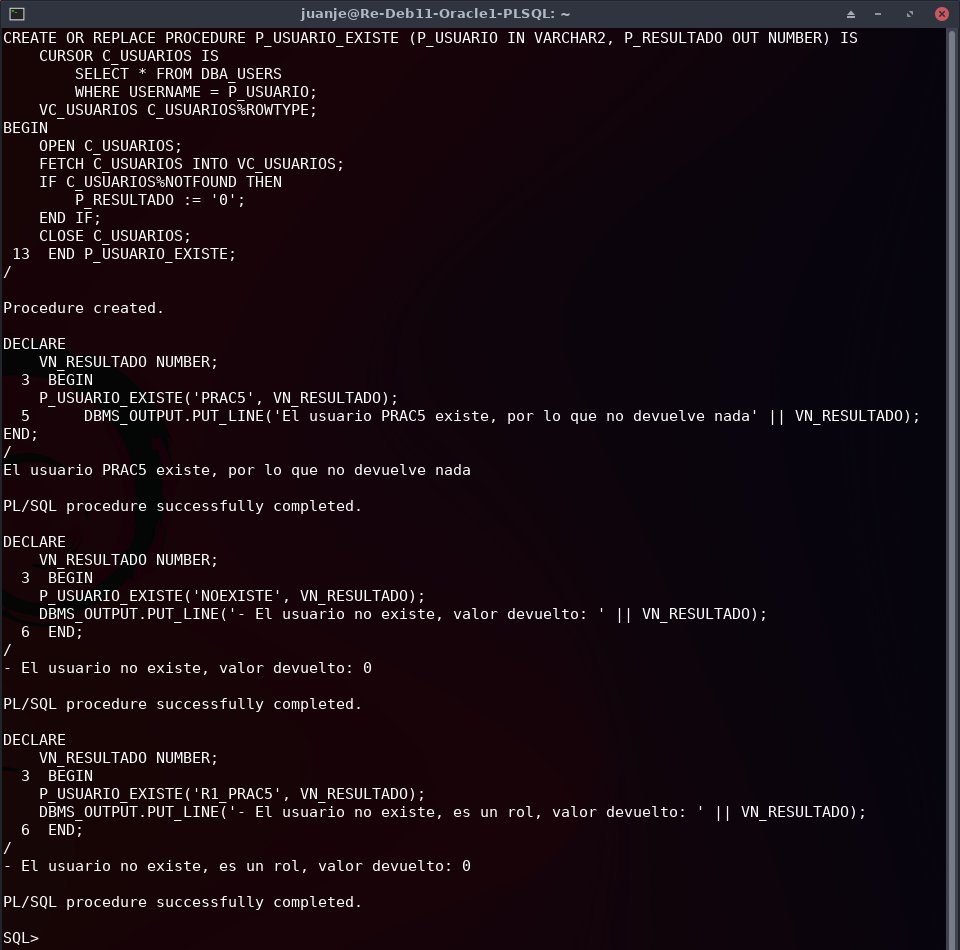 juanje@Re-Deb11-Oracle1-PLSQL: ~
CREATE OR REPLACE PROCEDURE P_USUARIO_EXISTE (P_USUARIO IN VARCHAR2, P_RESULTADO OUT NUMBER) IS
    CURSOR C_USUARIOS IS
        SELECT * FROM DBA_USERS
        WHERE USERNAME = P_USUARIO;
    VC_USUARIOS C_USUARIOS%ROWTYPE;
BEGIN
    OPEN C_USUARIOS;
    FETCH C_USUARIOS INTO VC_USUARIOS;
    IF C_USUARIOS%NOTFOUND THEN
        P_RESULTADO := '0';
    END IF;
    CLOSE C_USUARIOS;
 13  END P_USUARIO_EXISTE;
/

Procedure created.

DECLARE
    VN_RESULTADO NUMBER;
  3  BEGIN
    P_USUARIO_EXISTE('PRAC5', VN_RESULTADO);
  5      DBMS_OUTPUT.PUT_LINE('El usuario PRAC5 existe, por lo que no devuelve nada' || VN_RESULTADO);
END;
/
El usuario PRAC5 existe, por lo que no devuelve nada

PL/SQL procedure successfully completed.

DECLARE
    VN_RESULTADO NUMBER;
  3  BEGIN
    P_USUARIO_EXISTE('NOEXISTE', VN_RESULTADO);
    DBMS_OUTPUT.PUT_LINE('- El usuario no existe, valor devuelto: ' || VN_RESULTADO);
  6  END;
/
- El usuario no existe, valor devuelto: 0

PL/SQL procedure successfully completed.

DECLARE
    VN_RESULTADO NUMBER;
  3  BEGIN
    P_USUARIO_EXISTE('R1_PRAC5', VN_RESULTADO);
    DBMS_OUTPUT.PUT_LINE('- El usuario no existe, es un rol, valor devuelto: ' || VN_RESULTADO);
  6  END;
/
- El usuario no existe, es un rol, valor devuelto: 0

PL/SQL procedure successfully completed.

SQL>